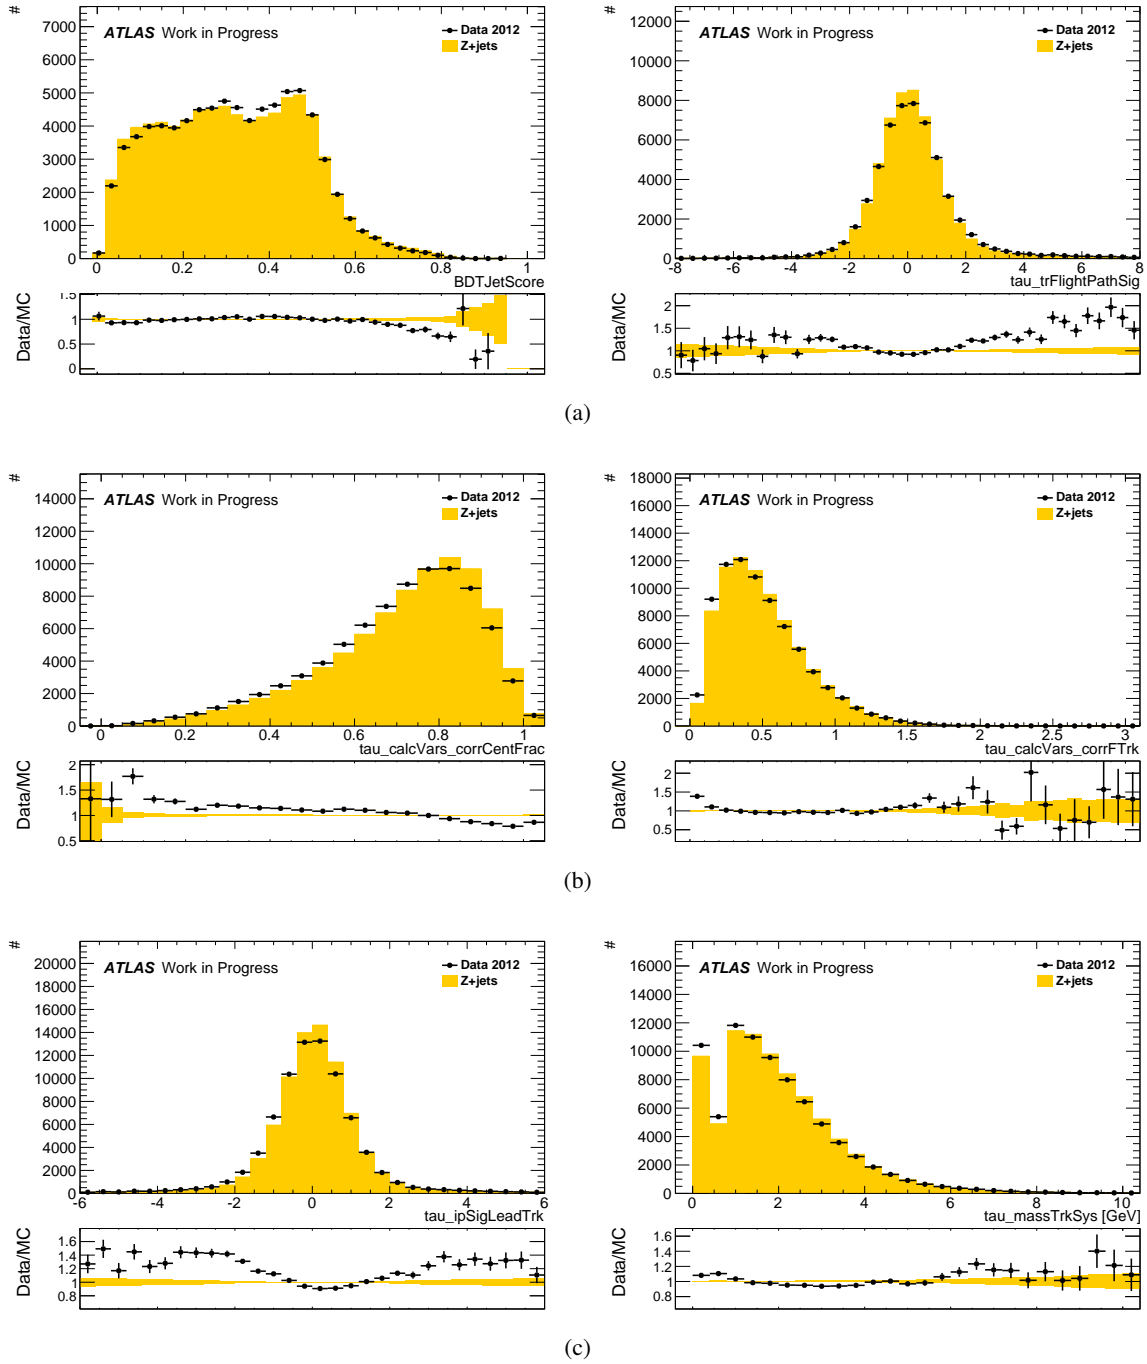 #
7000
6000
5000
4000
3000
2000
1000
0
ATLAS Work in Progress
Data 2012
Z+jets
0 0.2 0.4 0.6 0.8 1
BDTJetScore
Data/MC
1.5
1
0.5
0
#
12000
10000
8000
6000
4000
2000
0
ATLAS Work in Progress
Data 2012
Z+jets
-8 -6 -4 -2 0 2 4 6 8
tau_trFlightPathSig
Data/MC
2
1.5
1
0.5
(a)
#
14000
12000
10000
8000
6000
4000
2000
0
ATLAS Work in Progress
Data 2012
Z+jets
0 0.2 0.4 0.6 0.8 1
tau_calcVars_corrCentFrac
Data/MC
2
1.5
1
0.5
#
18000
16000
14000
12000
10000
8000
6000
4000
2000
0
ATLAS Work in Progress
Data 2012
Z+jets
0 0.5 1 1.5 2 2.5 3
tau_calcVars_corrFTrk
Data/MC
2
1.5
1
0.5
(b)
#
20000
18000
16000
14000
12000
10000
8000
6000
4000
2000
0
ATLAS Work in Progress
Data 2012
Z+jets
-6 -4 -2 0 2 4 6
tau_ipSigLeadTrk
Data/MC
1.6
1.4
1.2
1
0.8
#
16000
14000
12000
10000
8000
6000
4000
2000
0
ATLAS Work in Progress
Data 2012
Z+jets
0 2 4 6 8 10
tau_massTrkSys [GeV]
Data/MC
1.6
1.4
1.2
1
0.8
(c)